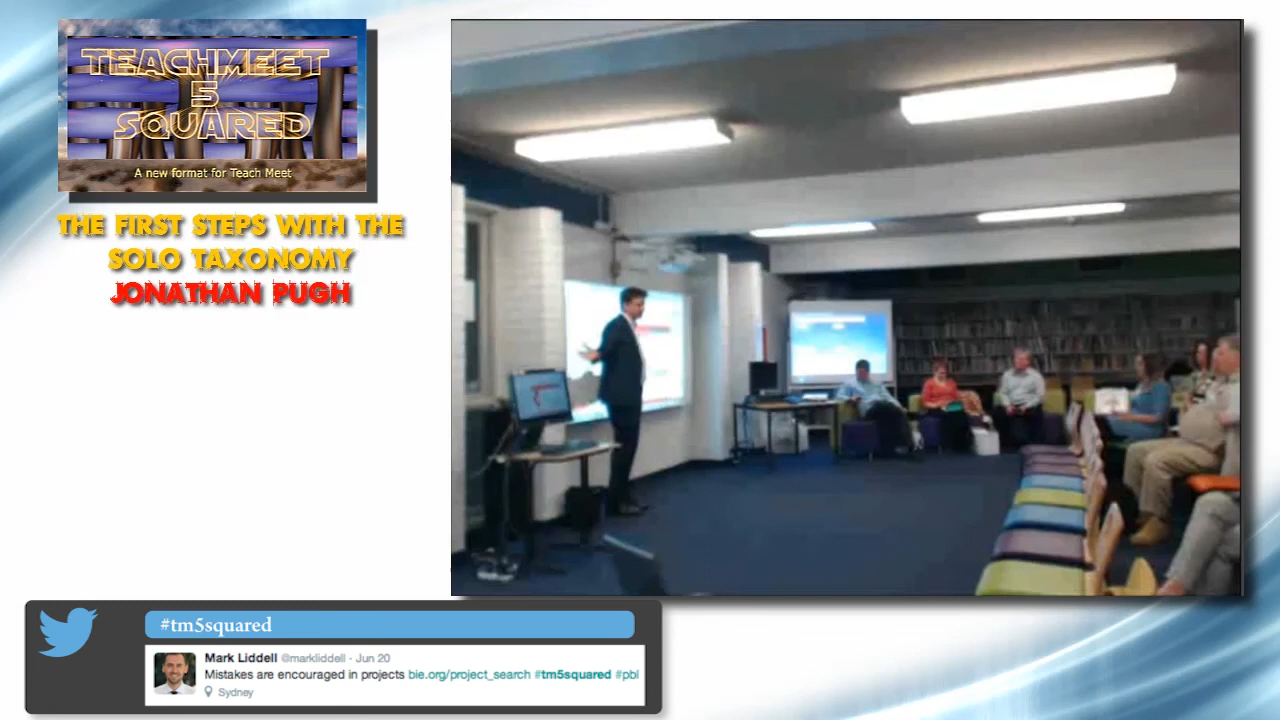 TEACHMEET
5
SQUARED
A new format for Teach Meet
THE FIRST STEPS WITH THE
SOLO TAXONOMY
JONATHAN PUGH
#tm5squared
Mark Liddell @markliddell - Jun 20
Mistakes are encouraged in projects bie.org/project_search #tm5squared #pbl
Sydney